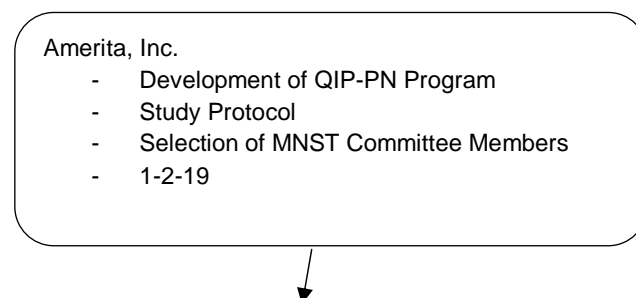 Amerita, Inc.
- Development of QIP-PN Program
- Study Protocol
- Selection of MNST Committee Members
- 1-2-19